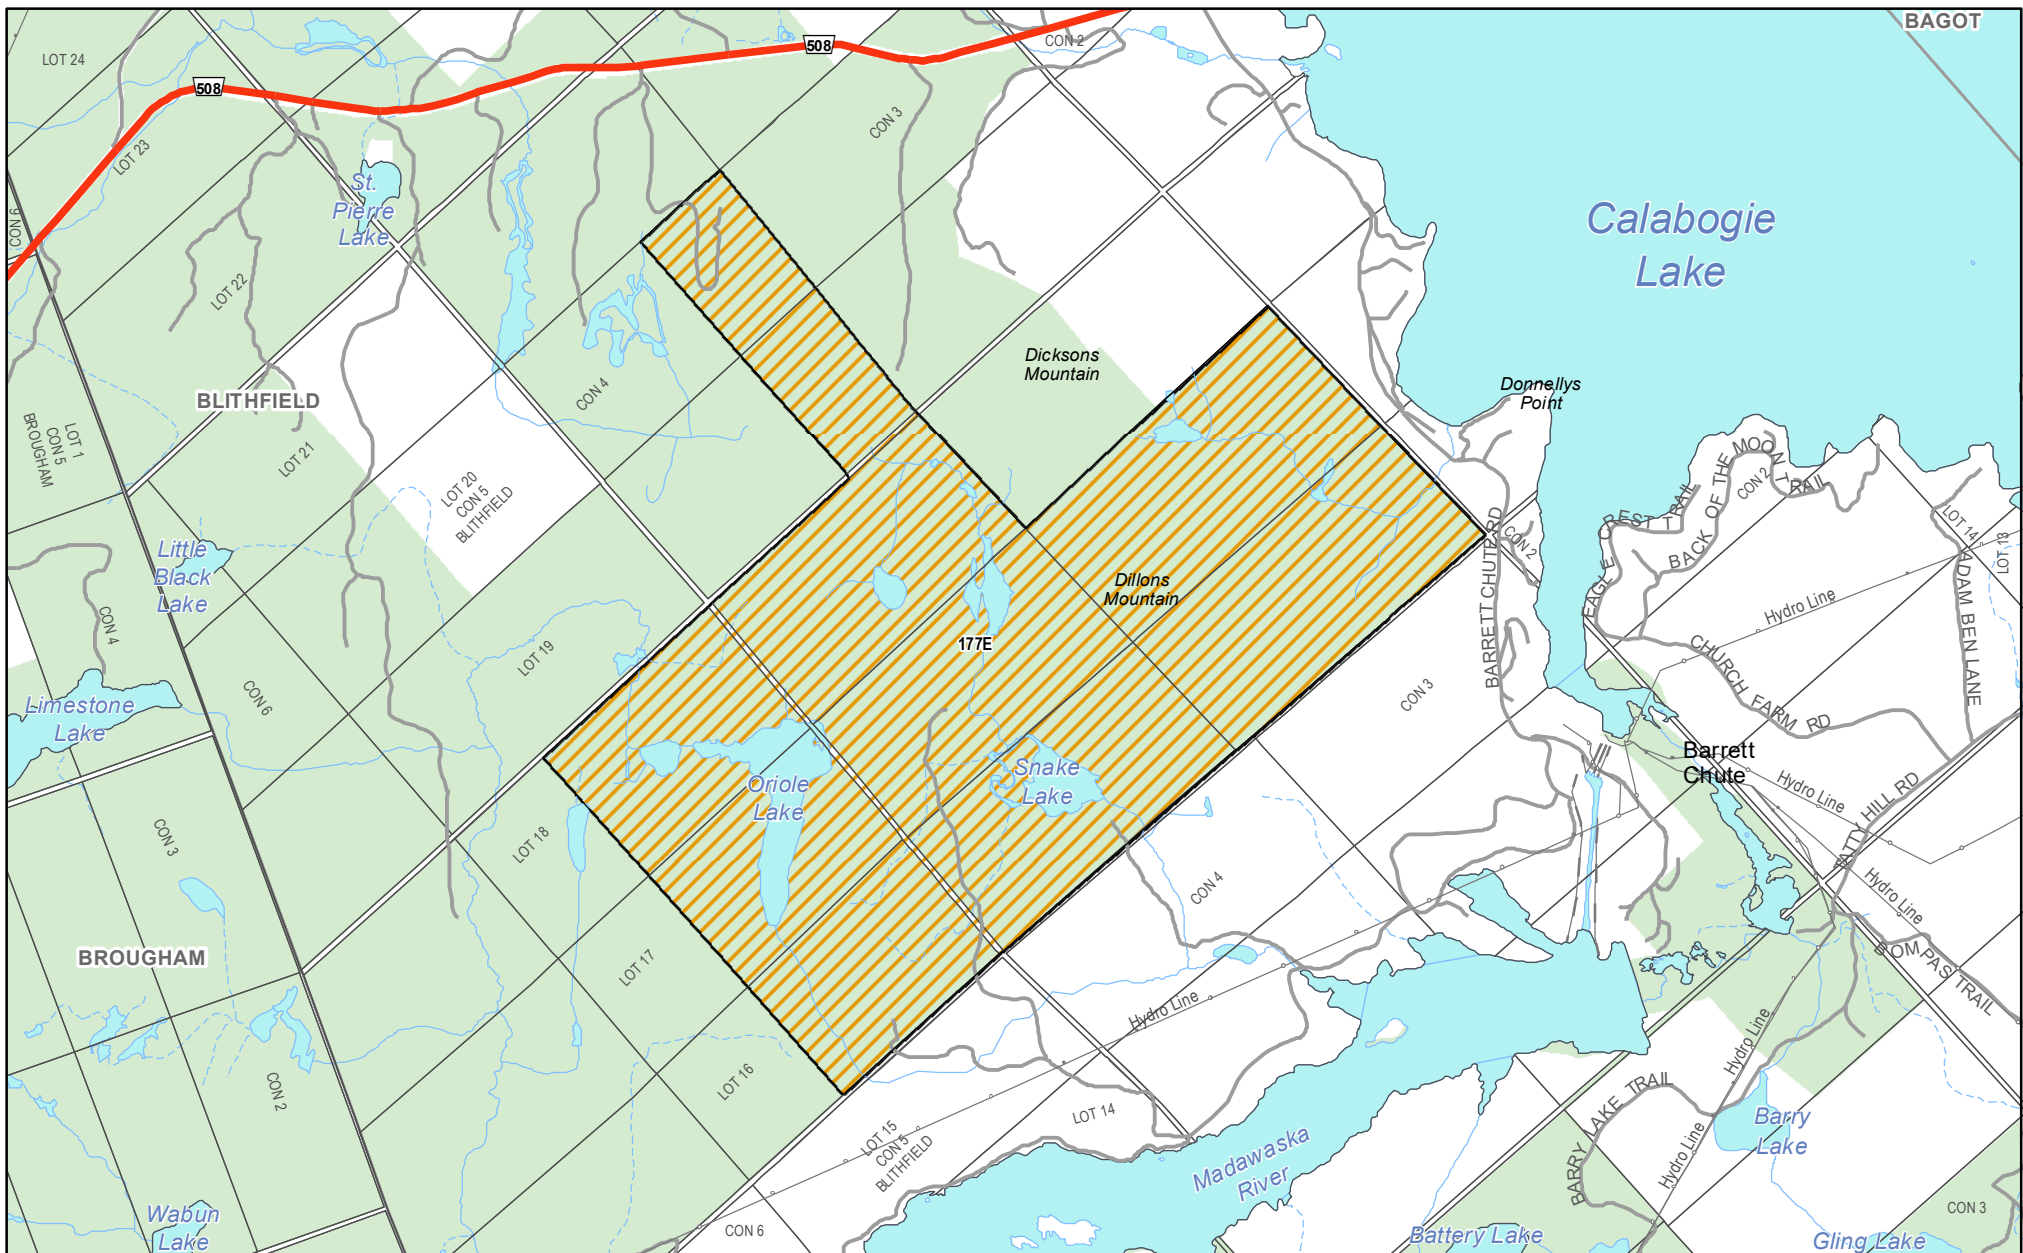 BAGOT
CON 2
508
LOT 24
508
CON 3
LOT 23
St.
Pierre
Lake
CON 6
Calabogie
Lake
LOT 22
Dicksons
Mountain
Donnellys
Point
CON 4
BLITHFIELD
LOT 1
CON 5
BROUGHAM
LOT 21
LOT 20
CON 5
BLITHFIELD
EAGLE CREST TRAIL
BACK OF THE MOON TRAIL
CON 2
LOT 14
LOT 13
ADAM BEN LANE
BARRETT CHUTE RD
CON 2
Little
Black
Lake
Dillons
Mountain
Hydro Line
CON 4
177E
LOT 19
CON 6
CON 3
CHURCH FARM RD
Limestone
Lake
Barrett
Chute
Snake
Lake
Oriole
Lake
Hydro Line
TATTY HILL RD
CON 3
LOT 18
CON 4
Hydro Line
BROUGHAM
LOT 17
BOMPAS TRAIL
Hydro Line
Hydro Line
CON 2
LOT 16
LOT 14
LOT 15
CON 5
BLITHFIELD
Madawaska
River
BARRY LAKE TRAIL
Hydro Line
Barry
Lake
Wabun
Lake
CON 6
Battery Lake
CON 3
Gling Lake